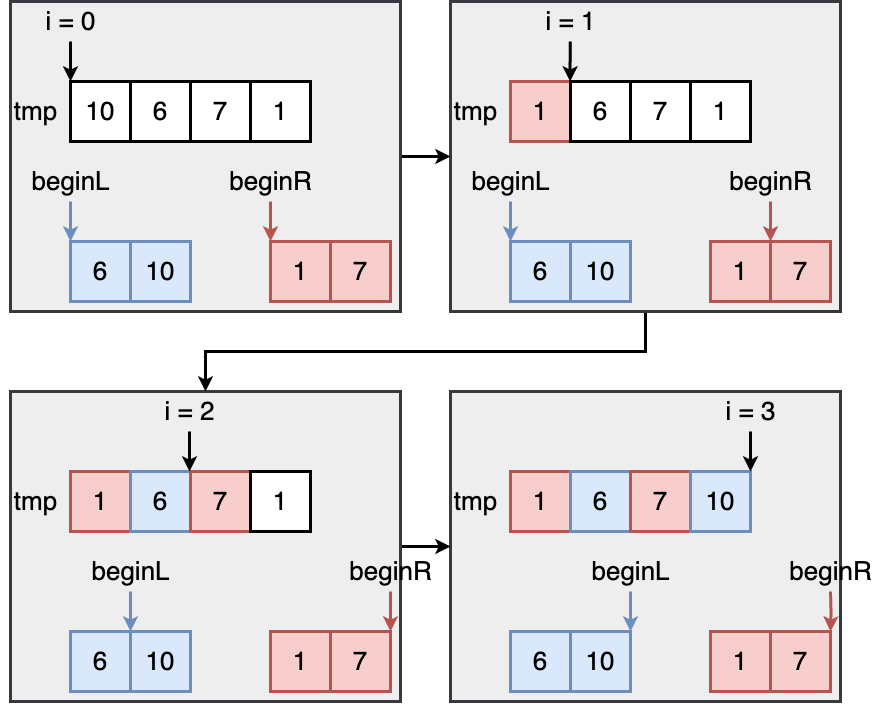 i = 0
tmp 10 6 7 1
beginL beginR
6 10 1 7
i = 1
tmp 1 6 7 1
beginL beginR
6 10 1 7
i = 2
tmp 1 6 7 1
beginL beginR
6 10 1 7
i = 3
tmp 1 6 7 10
beginL beginR
6 10 1 7